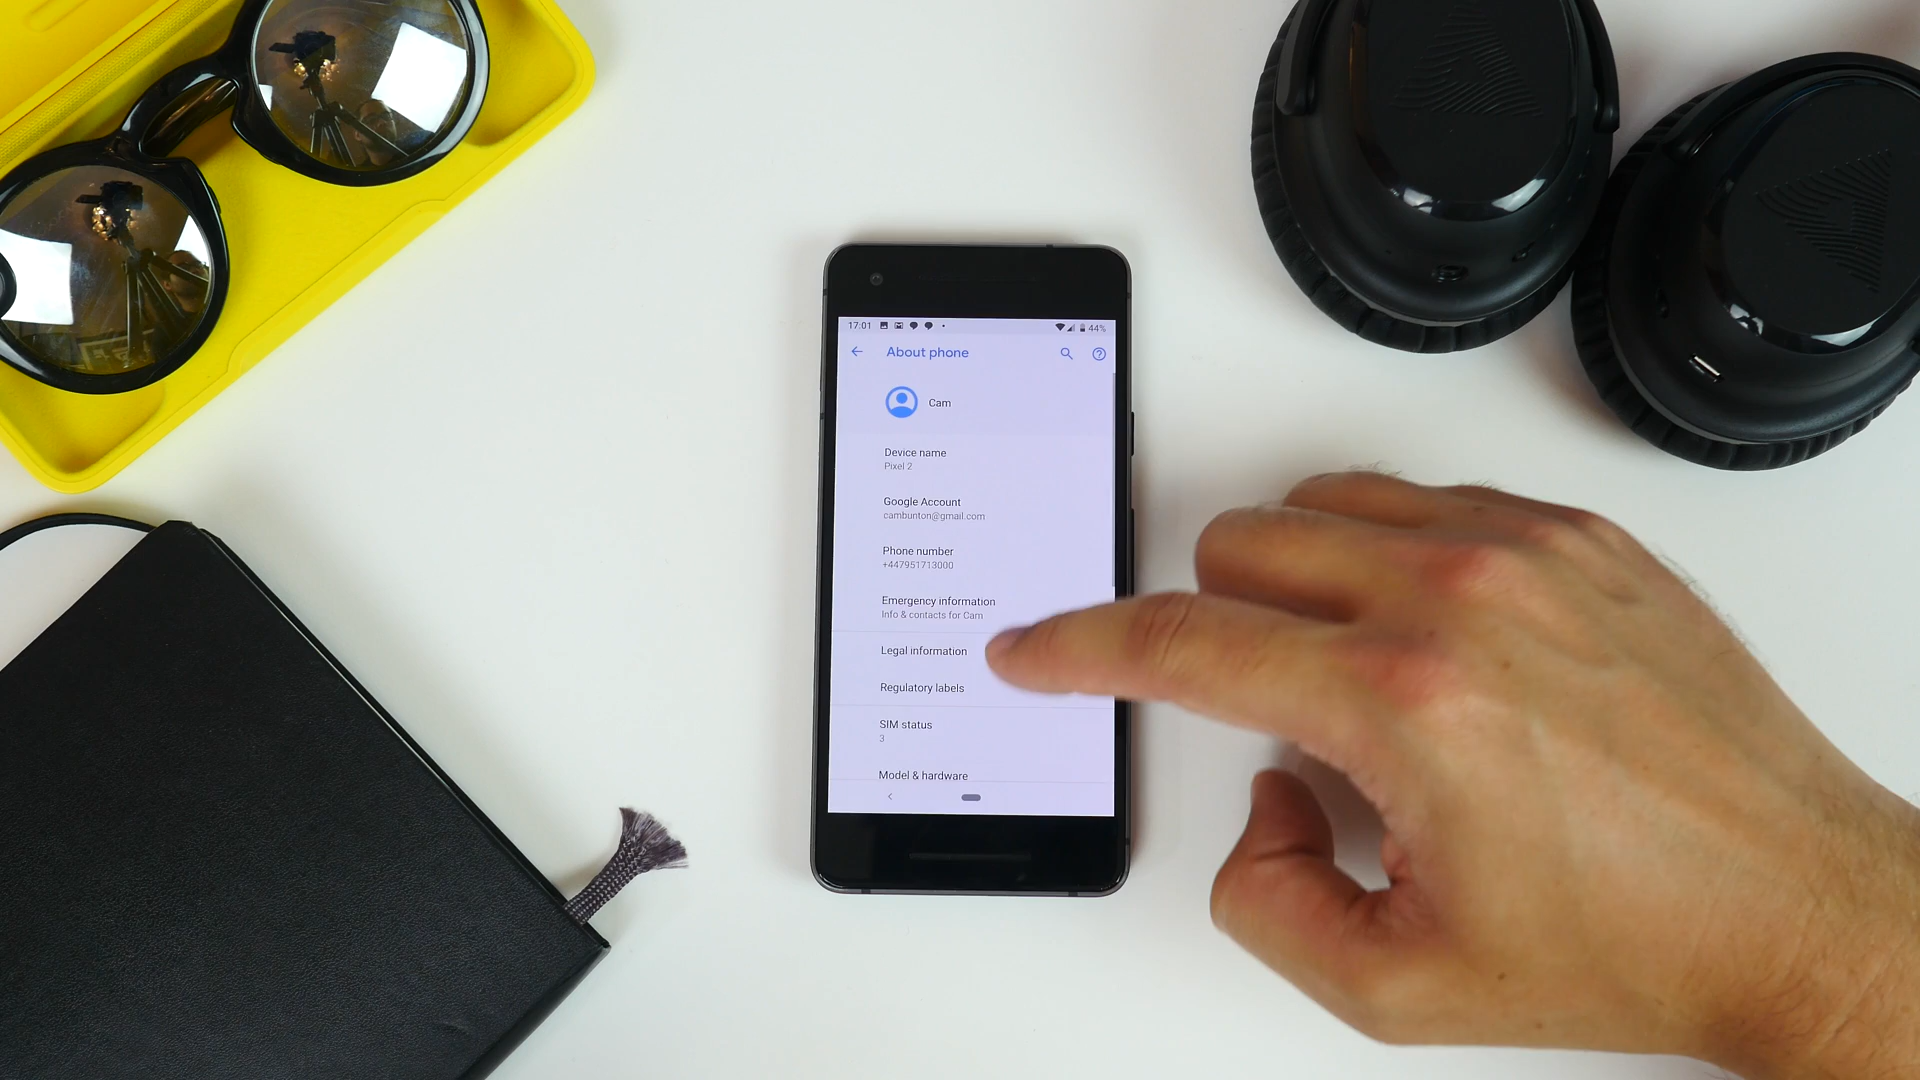 17:01 44%
About phone
Cam
Device name
Pixel 2
Google Account
cambunton@gmail.com
Phone number
+447951713000
Emergency information
Info & contacts for Cam
Legal information
Regulatory labels
SIM status
3
Model & hardware